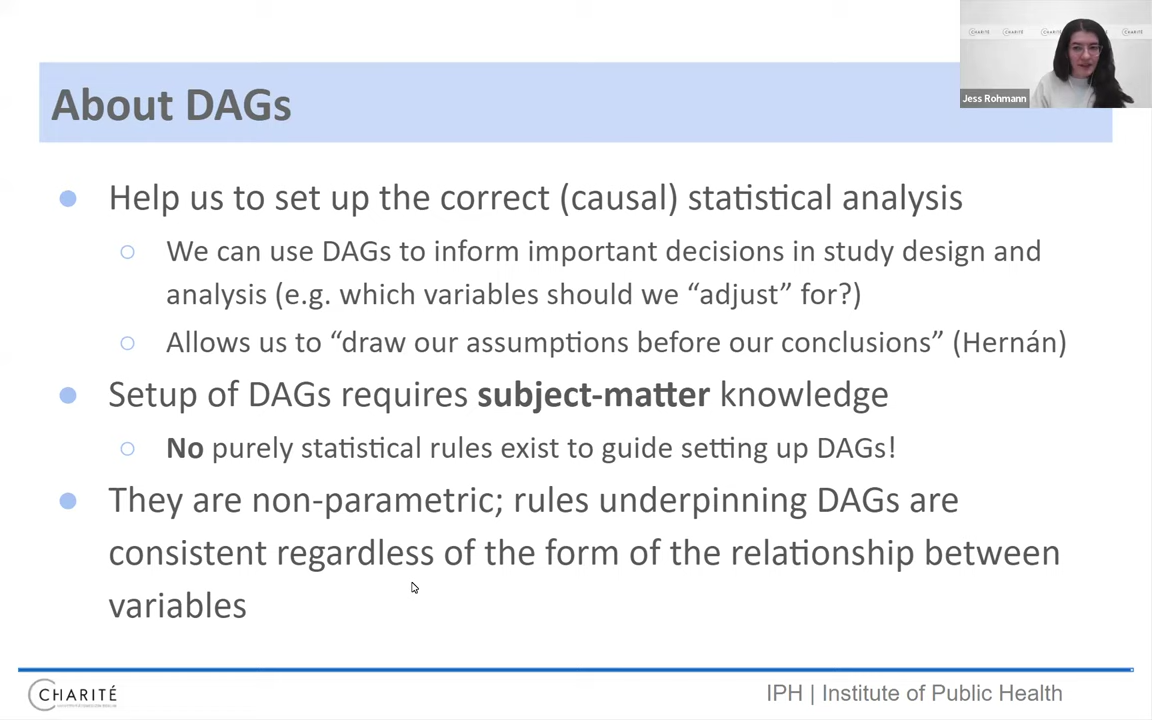 CHARITÉ CHARITÉ CHARITÉ CHARITÉ
Jess Rohmann
About DAGs
Help us to set up the correct (causal) statistical analysis
We can use DAGs to inform important decisions in study design and
analysis (e.g. which variables should we “adjust” for?)
Allows us to “draw our assumptions before our conclusions” (Hernán)
Setup of DAGs requires subject-matter knowledge
No purely statistical rules exist to guide setting up DAGs!
They are non-parametric; rules underpinning DAGs are
consistent regardless of the form of the relationship between
variables
CHARITÉ
IPH | Institute of Public Health